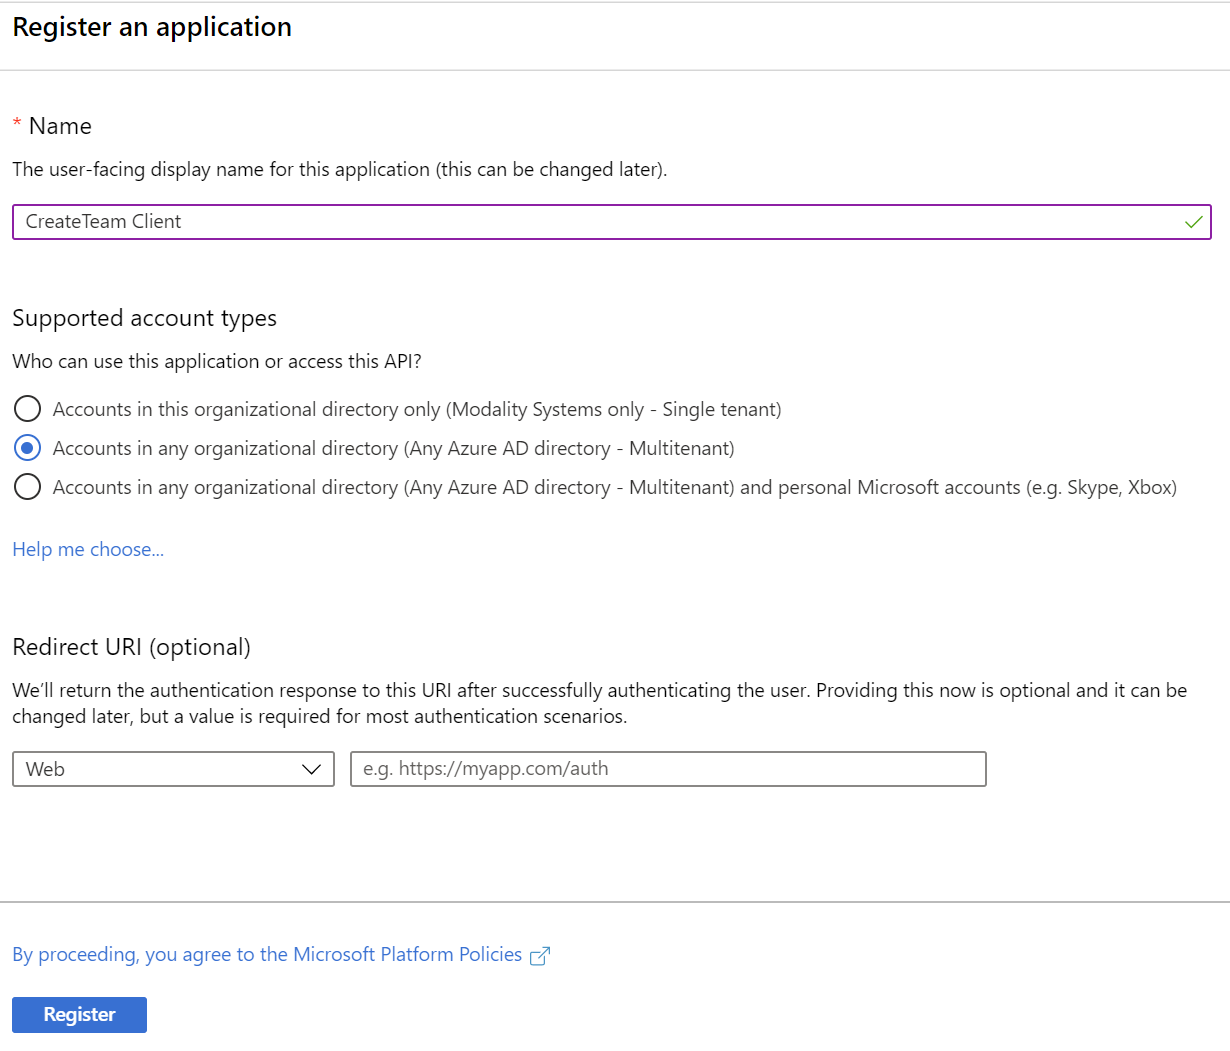 Register an application
* Name
The user-facing display name for this application (this can be changed later).
CreateTeam Client
Supported account types
Who can use this application or access this API?
Accounts in this organizational directory only (Modality Systems only - Single tenant)
Accounts in any organizational directory (Any Azure AD directory - Multitenant)
Accounts in any organizational directory (Any Azure AD directory - Multitenant) and personal Microsoft accounts (e.g. Skype, Xbox)
Help me choose...
Redirect URI (optional)
We'll return the authentication response to this URI after successfully authenticating the user. Providing this now is optional and it can be
changed later, but a value is required for most authentication scenarios.
Web
e.g. https://myapp.com/auth
By proceeding, you agree to the Microsoft Platform Policies
Register